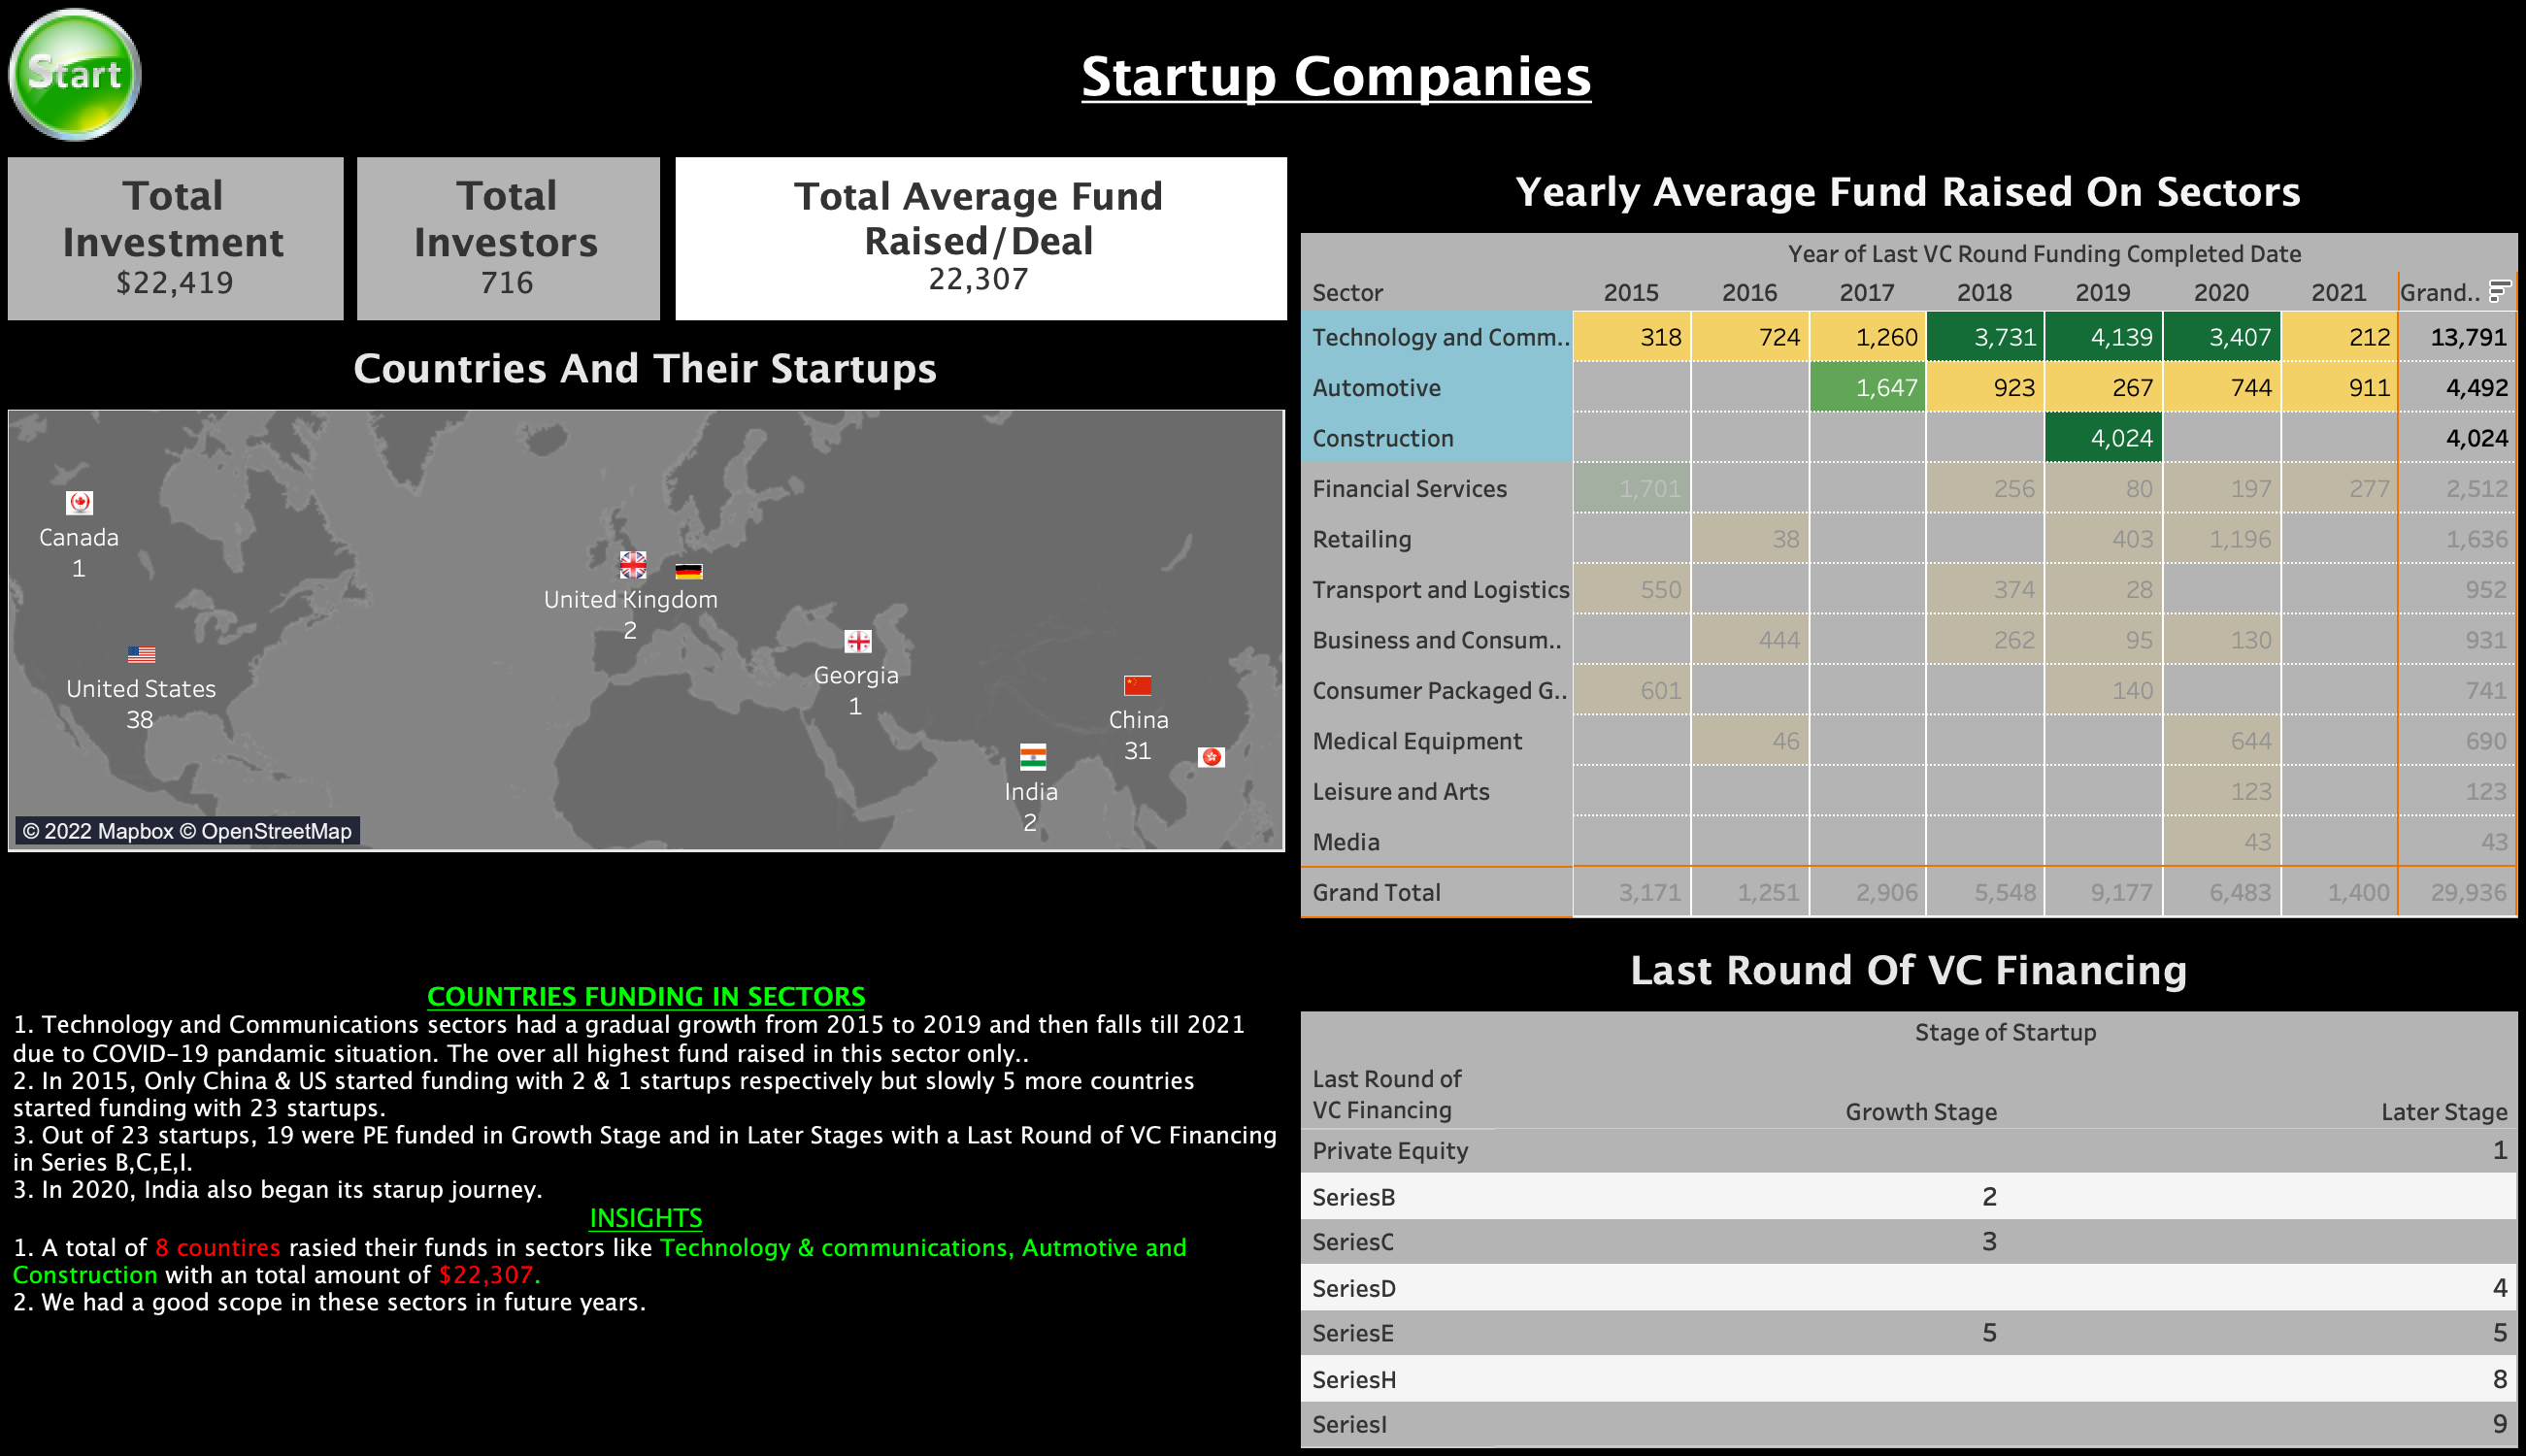 Start
Startup Companies
Total
Investment
$22,419
Total
Investors
716
Total Average Fund
Raised/Deal
22,307
Countries And Their Startups
Canada
1
United States
38
United Kingdom
2
Georgia
1
China
31
India
2
© 2022 Mapbox © OpenStreetMap
Yearly Average Fund Raised On Sectors
Year of Last VC Round Funding Completed Date
Sector 2015 2016 2017 2018 2019 2020 2021 Grand..
Technology and Comm.. 318 724 1,260 3,731 4,139 3,407 212 13,791
Automotive 1,647 923 267 744 911 4,492
Construction 4,024 4,024
Financial Services 1,701 256 80 197 277 2,512
Retailing 38 403 1,196 1,636
Transport and Logistics 550 374 28 952
Business and Consum.. 444 262 95 130 931
Consumer Packaged G.. 601 140 741
Medical Equipment 46 644 690
Leisure and Arts 123 123
Media 43 43
Grand Total 3,171 1,251 2,906 5,548 9,177 6,483 1,400 29,936
COUNTRIES FUNDING IN SECTORS
1. Technology and Communications sectors had a gradual growth from 2015 to 2019 and then falls till 2021
due to COVID-19 pandamic situation. The over all highest fund raised in this sector only..
2. In 2015, Only China & US started funding with 2 & 1 startups respectively but slowly 5 more countries
started funding with 23 startups.
3. Out of 23 startups, 19 were PE funded in Growth Stage and in Later Stages with a Last Round of VC Financing
in Series B,C,E,I.
3. In 2020, India also began its starup journey.
INSIGHTS
1. A total of 8 countires rasied their funds in sectors like Technology & communications, Autmotive and
Construction with an total amount of $22,307.
2. We had a good scope in these sectors in future years.
Last Round Of VC Financing
Stage of Startup
Last Round of
VC Financing Growth Stage Later Stage
Private Equity 1
SeriesB 2
SeriesC 3
SeriesD 4
SeriesE 5 5
SeriesH 8
SeriesI 9